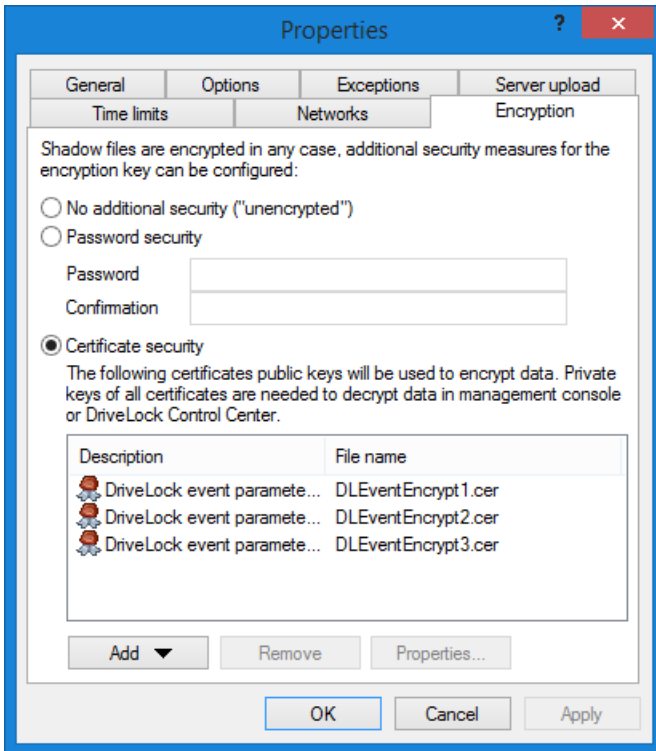 Properties
? ×
General Options Exceptions Server upload
Time limits Networks Encryption
Shadow files are encrypted in any case, additional security measures for the
encryption key can be configured:
No additional security ("unencrypted")
Password security
Password
Confirmation
Certificate security
The following certificates public keys will be used to encrypt data. Private
keys of all certificates are needed to decrypt data in management console
or DriveLock Control Center.
Description File name
DriveLock event paramete... DLEventEncrypt1.cer
DriveLock event paramete... DLEventEncrypt2.cer
DriveLock event paramete... DLEventEncrypt3.cer
Add Remove Properties...
OK Cancel Apply